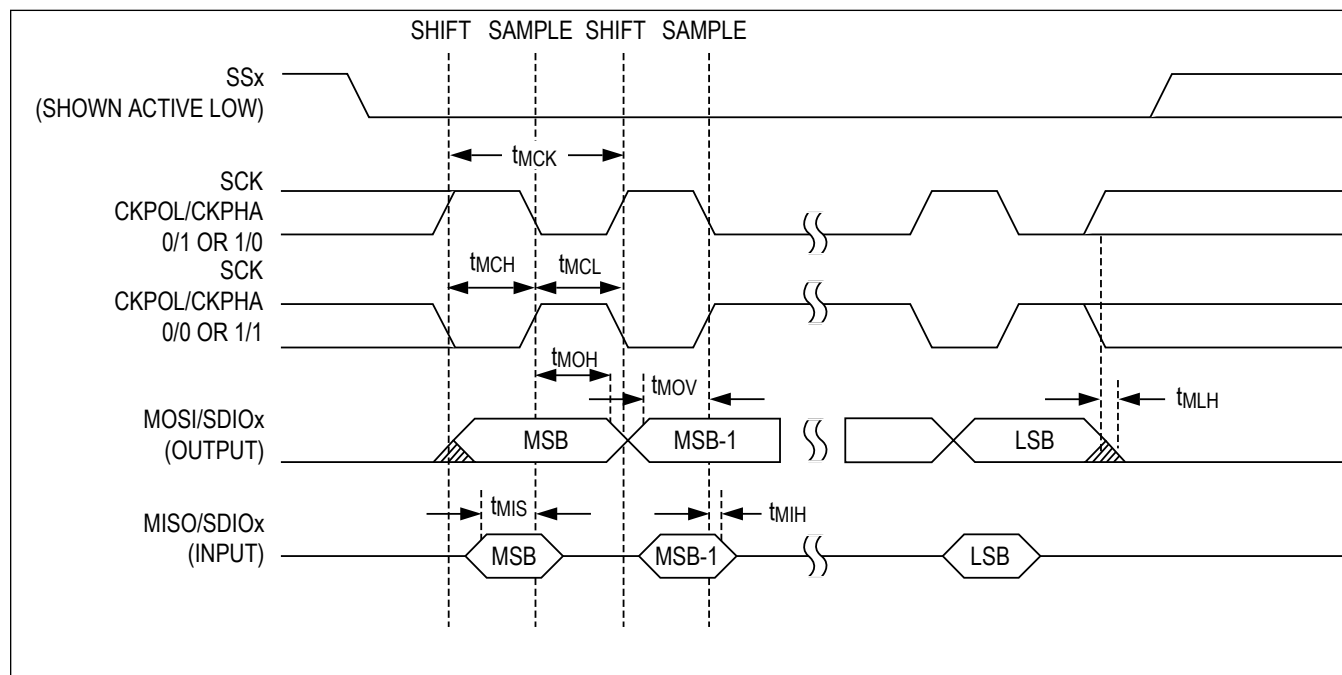 SHIFT SAMPLE SHIFT SAMPLE
SSx
(SHOWN ACTIVE LOW)
tMCK
SCK
CKPOL/CKPHA
0/1 OR 1/0
tMCH tMCL
SCK
CKPOL/CKPHA
0/0 OR 1/1
tMOH
tMOV
tMLH
MOSI/SDIOx
(OUTPUT)
MSB MSB-1 LSB
tMIS
tMIH
MISO/SDIOx
(INPUT)
MSB MSB-1 LSB